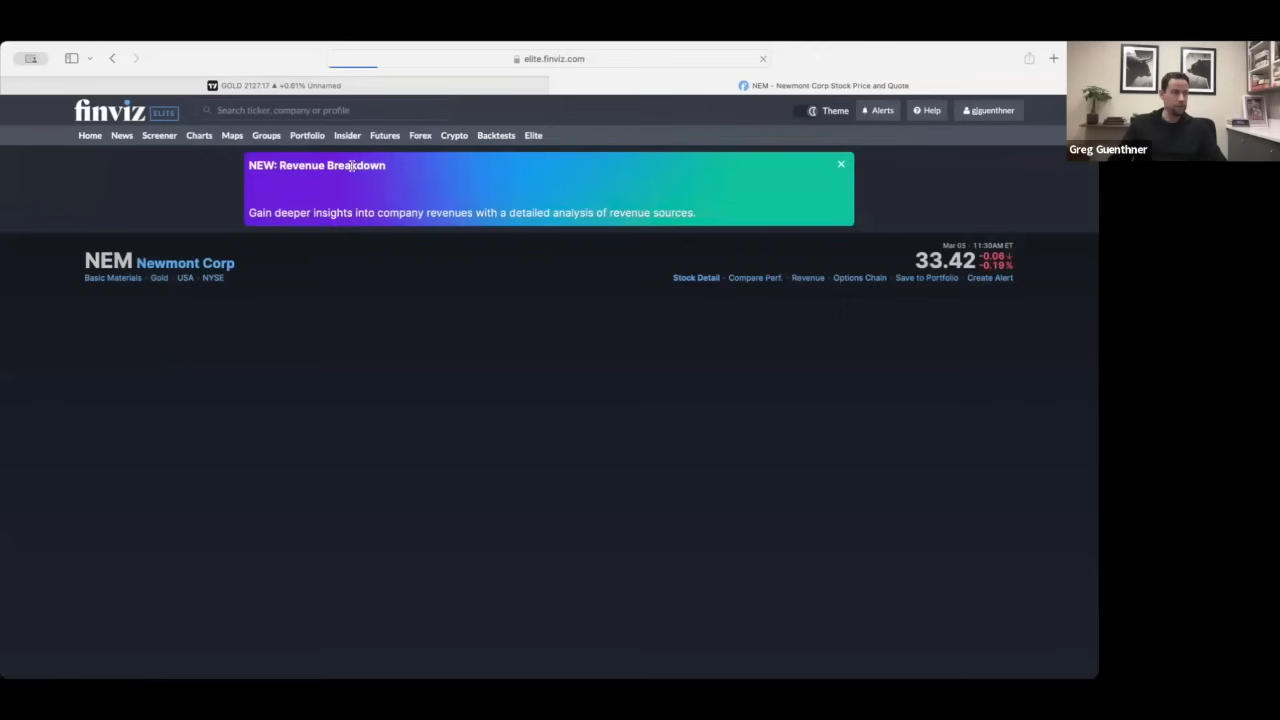 elite.finviz.com
GOLD 2127.17 ▲ +0.61% Unnamed
NEM - Newmont Corp Stock Price and Quote
finviz ELITE
Search ticker, company or profile
Theme
Alerts
Help
gjguenthner
Home News Screener Charts Maps Groups Portfolio Insider Futures Forex Crypto Backtests Elite
Greg Guenthner
NEW: Revenue Breakdown
Gain deeper insights into company revenues with a detailed analysis of revenue sources.
NEM Newmont Corp
Basic Materials · Gold · USA · NYSE
Mar 05 · 11:30AM ET
33.42 -0.06 ↓
-0.19%
Stock Detail · Compare Perf. · Revenue · Options Chain · Save to Portfolio · Create Alert